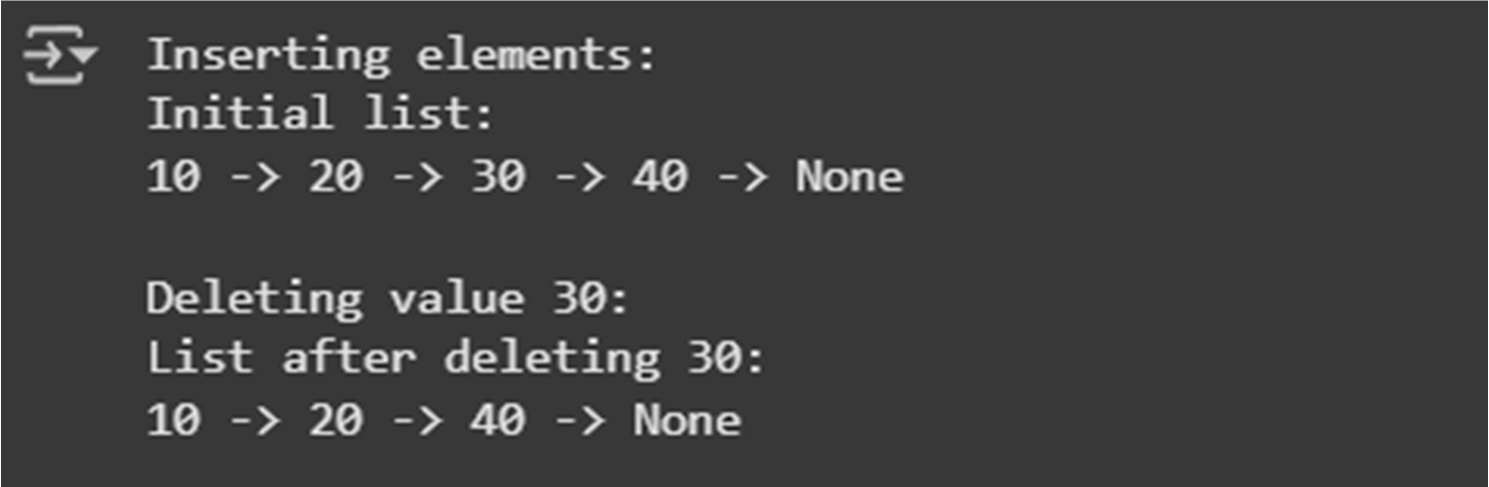 Inserting elements:
Initial list:
10 -> 20 -> 30 -> 40 -> None
Deleting value 30:
List after deleting 30:
10 -> 20 -> 40 -> None